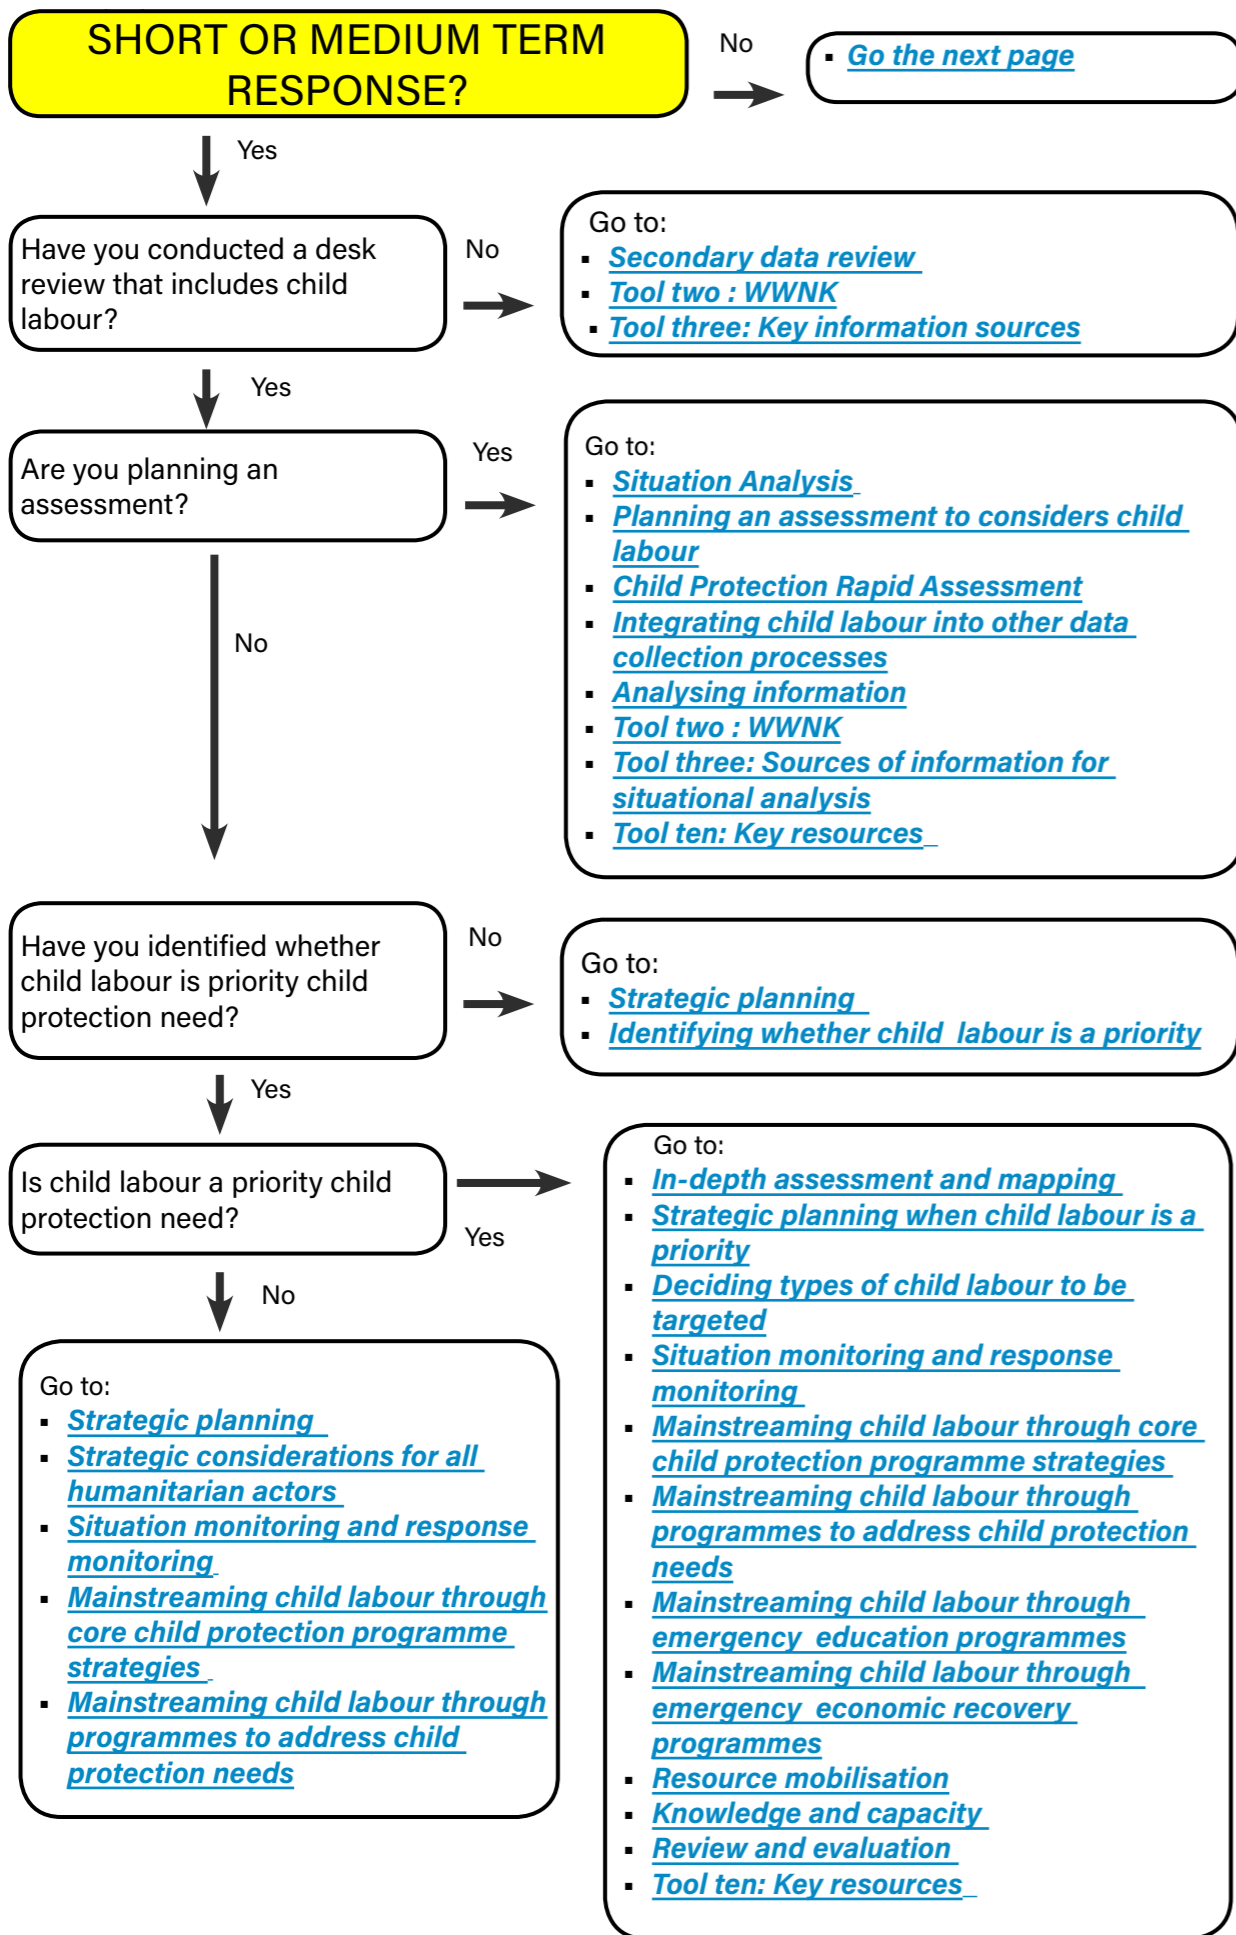 SHORT OR MEDIUM TERM
RESPONSE?
No
▪ Go the next page
Yes
Have you conducted a desk
review that includes child
labour?
No
Go to:
▪ Secondary data review
▪ Tool two : WWNK
▪ Tool three: Key information sources
Yes
Are you planning an
assessment?
Yes
Go to:
▪ Situation Analysis
▪ Planning an assessment to considers child
labour
▪ Child Protection Rapid Assessment
▪ Integrating child labour into other data
collection processes
▪ Analysing information
▪ Tool two : WWNK
▪ Tool three: Sources of information for
situational analysis
▪ Tool ten: Key resources
No
Have you identified whether
child labour is priority child
protection need?
No
Go to:
▪ Strategic planning
▪ Identifying whether child labour is a priority
Yes
Is child labour a priority child
protection need?
Yes
Go to:
▪ In-depth assessment and mapping
▪ Strategic planning when child labour is a
priority
▪ Deciding types of child labour to be
targeted
▪ Situation monitoring and response
monitoring
▪ Mainstreaming child labour through core
child protection programme strategies
▪ Mainstreaming child labour through
programmes to address child protection
needs
▪ Mainstreaming child labour through
emergency education programmes
▪ Mainstreaming child labour through
emergency economic recovery
programmes
▪ Resource mobilisation
▪ Knowledge and capacity
▪ Review and evaluation
▪ Tool ten: Key resources
No
Go to:
▪ Strategic planning
▪ Strategic considerations for all
humanitarian actors
▪ Situation monitoring and response
monitoring
▪ Mainstreaming child labour through
core child protection programme
strategies
▪ Mainstreaming child labour through
programmes to address child
protection needs